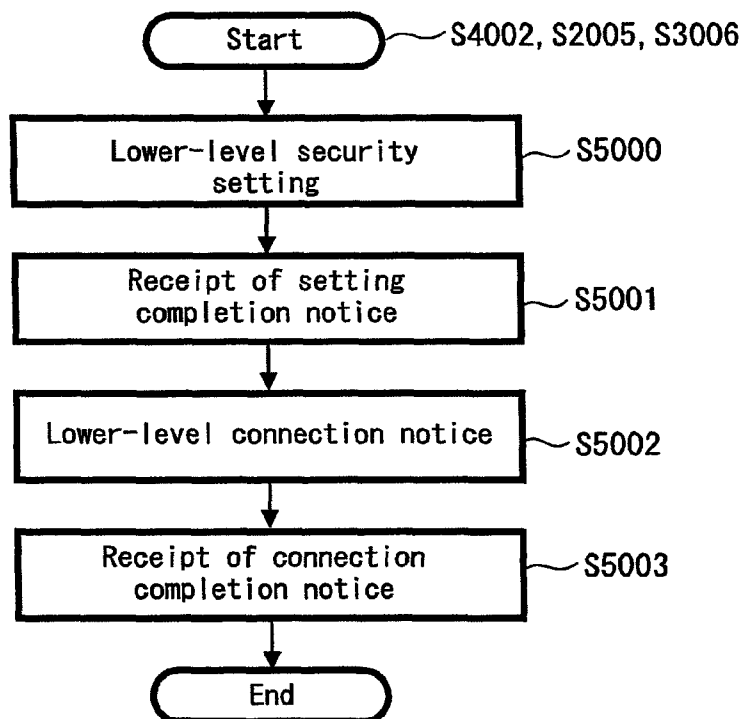 Start
S4002, S2005, S3006
Lower-level security
setting
S5000
Receipt of setting
completion notice
S5001
Lower-level connection notice
S5002
Receipt of connection
completion notice
S5003
End